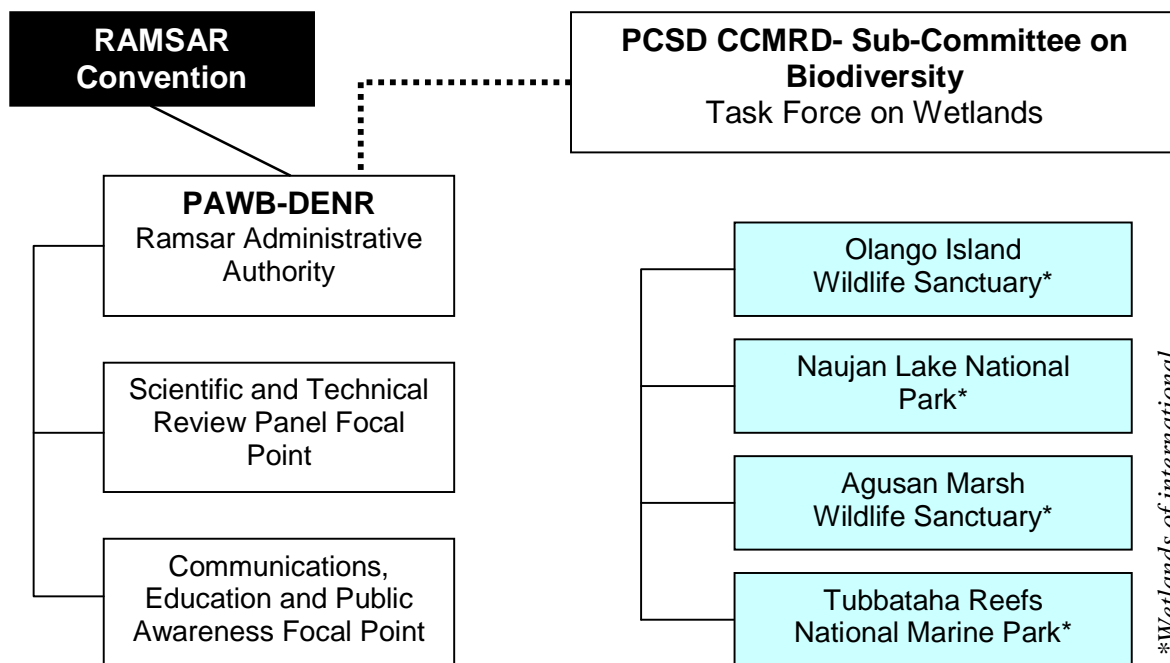 RAMSAR
Convention
PCSD CCMRD- Sub-Committee on
Biodiversity
Task Force on Wetlands
PAWB-DENR
Ramsar Administrative
Authority
Scientific and Technical
Review Panel Focal
Point
Communications,
Education and Public
Awareness Focal Point
Olango Island
Wildlife Sanctuary*
Naujan Lake National
Park*
Agusan Marsh
Wildlife Sanctuary*
Tubbataha Reefs
National Marine Park*
*Wetlands of international